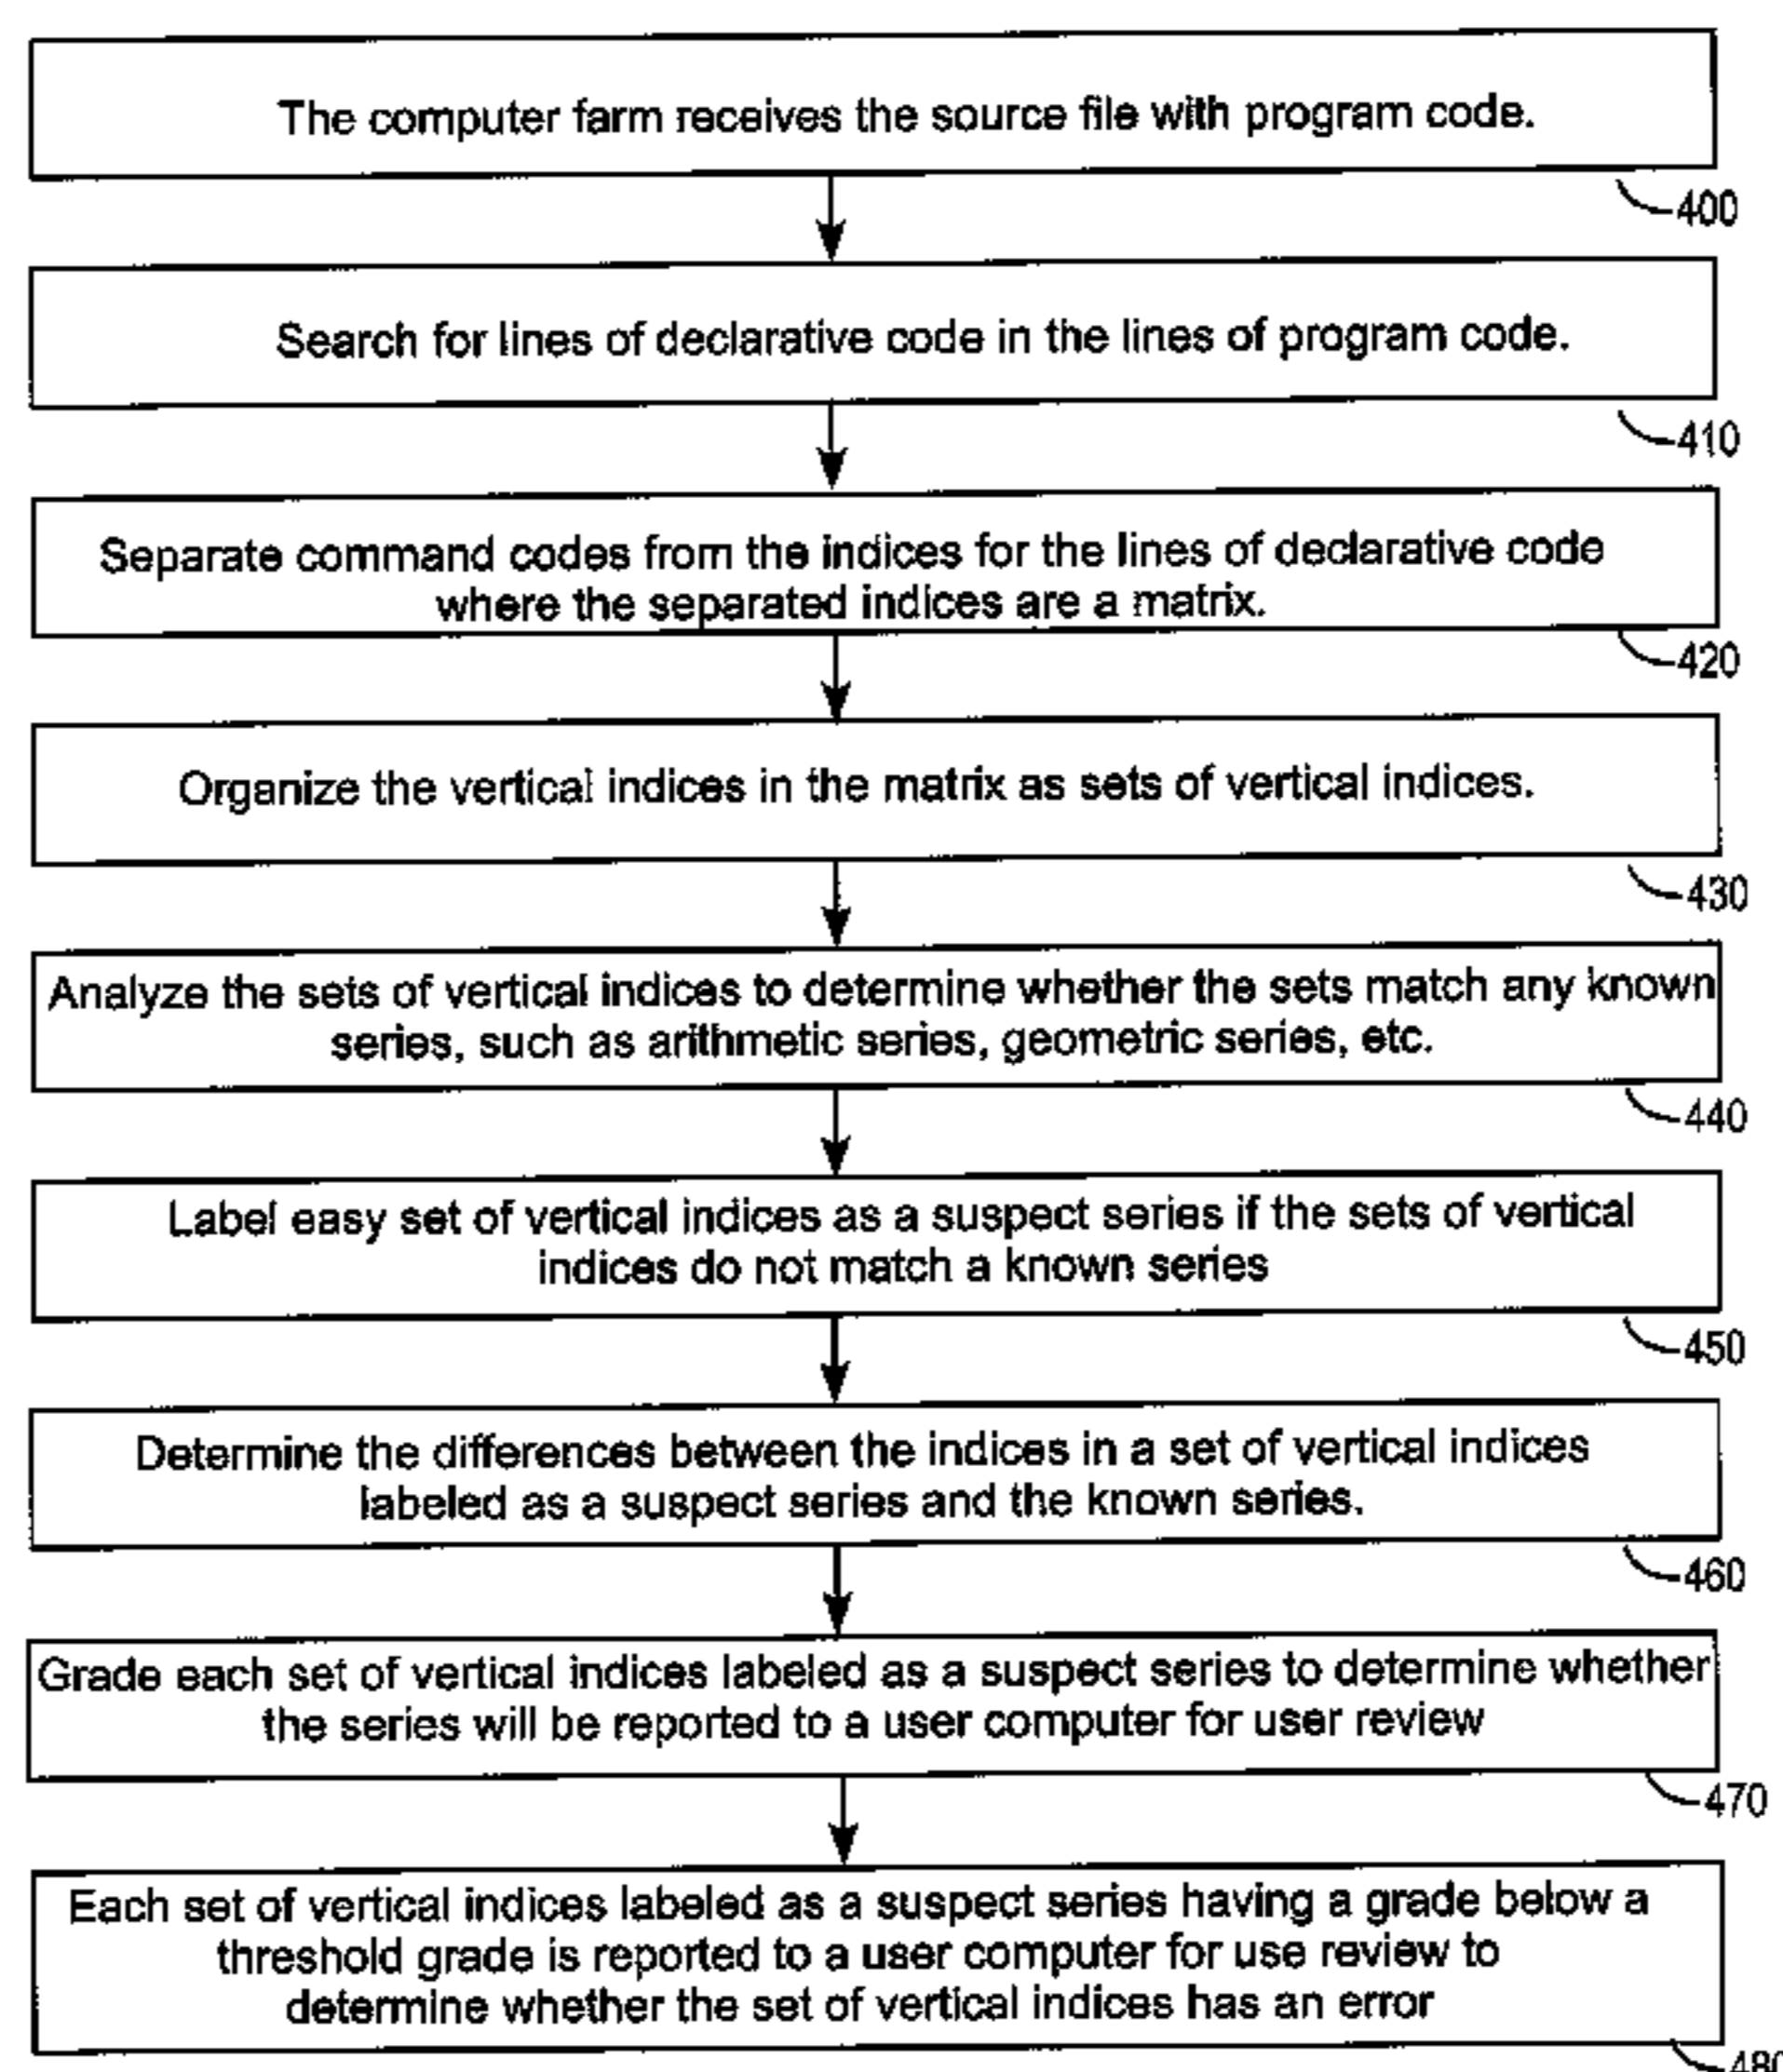 The computer farm receives the source file with program code.
400
Search for lines of declarative code in the lines of program code.
410
Separate command codes from the indices for the lines of declarative code
where the separated indices are a matrix.
420
Organize the vertical indices in the matrix as sets of vertical indices.
430
Analyze the sets of vertical indices to determine whether the sets match any known
series, such as arithmetic series, geometric series, etc.
440
Label easy set of vertical indices as a suspect series if the sets of vertical
indices do not match a known series
450
Determine the differences between the indices in a set of vertical indices
labeled as a suspect series and the known series.
460
Grade each set of vertical indices labeled as a suspect series to determine whether
the series will be reported to a user computer for user review
470
Each set of vertical indices labeled as a suspect series having a grade below a
threshold grade is reported to a user computer for use review to
determine whether the set of vertical indices has an error
480